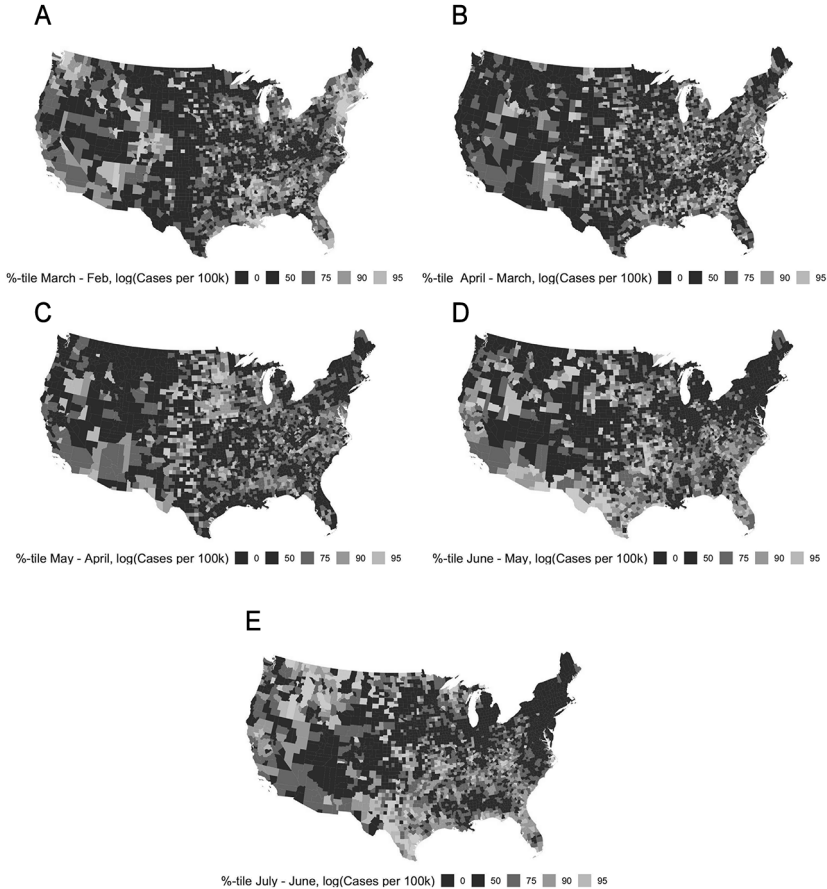 A
B
%-tile March - Feb, log(Cases per 100k) 0 50 75 90 95
%-tile April - March, log(Cases per 100k) 0 50 75 90 95
C
D
%-tile May - April, log(Cases per 100k) 0 50 75 90 95
%-tile June - May, log(Cases per 100k) 0 50 75 90 95
E
%-tile July - June, log(Cases per 100k) 0 50 75 90 95